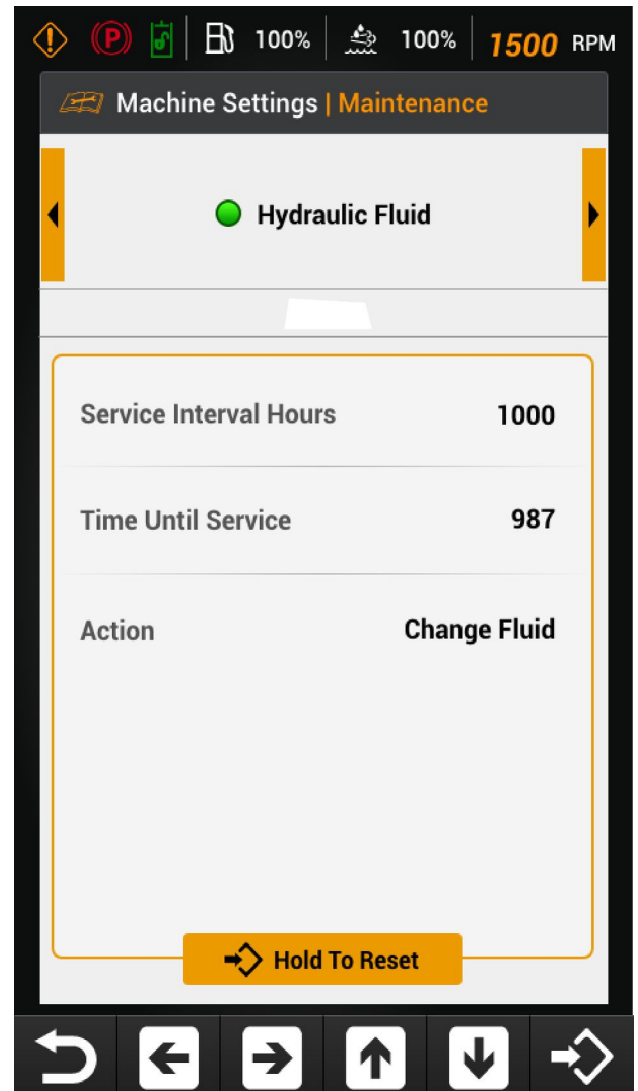 P 100% 100% 1500 RPM
Machine Settings | Maintenance
Hydraulic Fluid
Service Interval Hours 1000
Time Until Service 987
Action Change Fluid
Hold To Reset